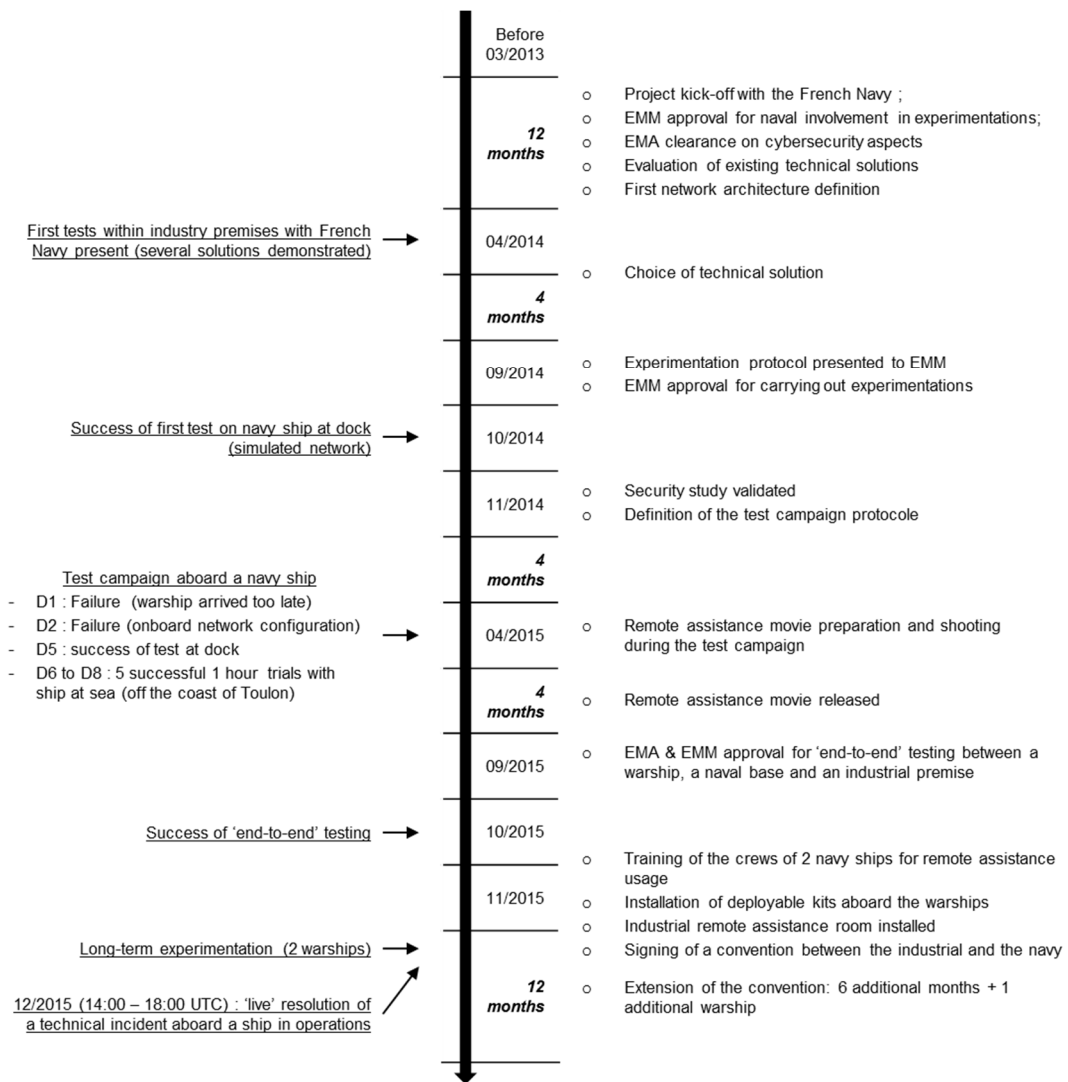 Before
03/2013
o Project kick-off with the French Navy ;
o EMM approval for naval involvement in experimentations;
12
months
o EMA clearance on cybersecurity aspects
o Evaluation of existing technical solutions
o First network architecture definition
First tests within industry premises with French
Navy present (several solutions demonstrated)
04/2014
o Choice of technical solution
4
months
o Experimentation protocol presented to EMM
09/2014
o EMM approval for carrying out experimentations
Success of first test on navy ship at dock
(simulated network)
10/2014
o Security study validated
11/2014
o Definition of the test campaign protocole
4
months
Test campaign aboard a navy ship
- D1 : Failure (warship arrived too late)
- D2 : Failure (onboard network configuration)
- D5 : success of test at dock
- D6 to D8 : 5 successful 1 hour trials with
ship at sea (off the coast of Toulon)
04/2015
o Remote assistance movie preparation and shooting
during the test campaign
4
months
o Remote assistance movie released
09/2015
o EMA & EMM approval for ‘end-to-end’ testing between a
warship, a naval base and an industrial premise
Success of ‘end-to-end’ testing
10/2015
o Training of the crews of 2 navy ships for remote assistance
usage
11/2015
o Installation of deployable kits aboard the warships
o Industrial remote assistance room installed
Long-term experimentation (2 warships)
o Signing of a convention between the industrial and the navy
12/2015 (14:00 – 18:00 UTC) : ‘live’ resolution of
a technical incident aboard a ship in operations
12
months
o Extension of the convention: 6 additional months + 1
additional warship